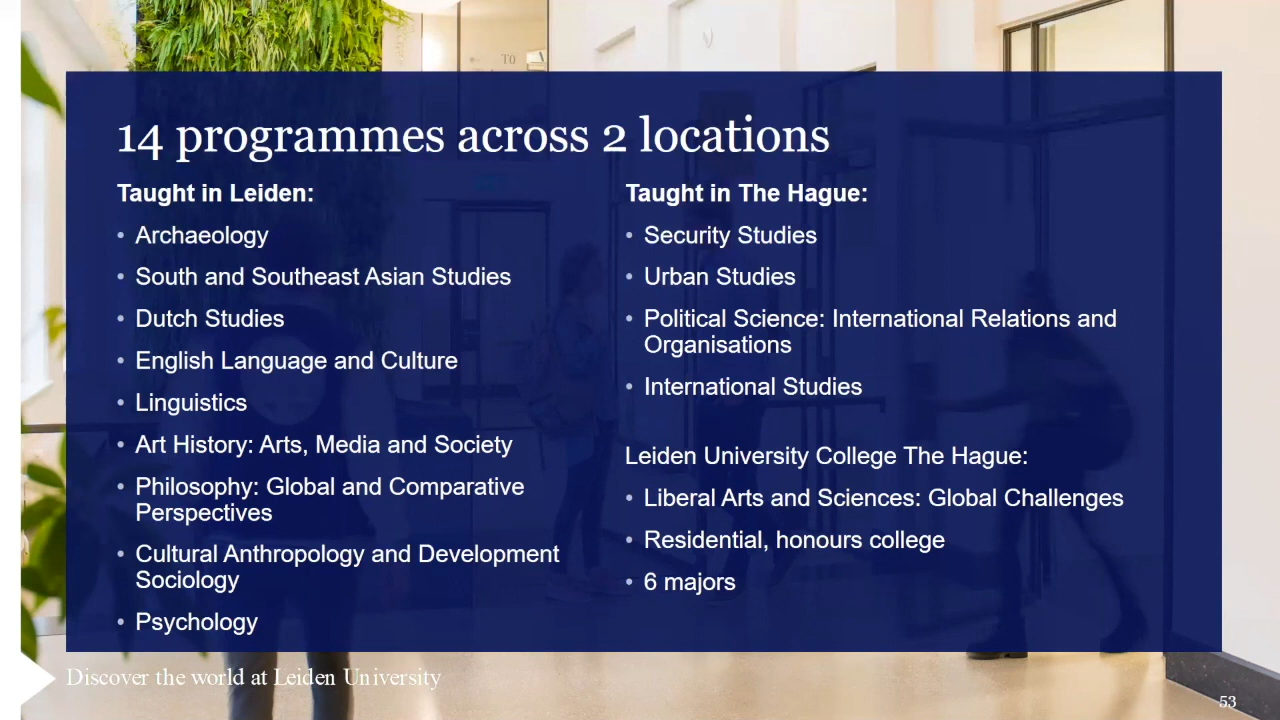 T0
14 programmes across 2 locations
Taught in Leiden:
• Archaeology
• South and Southeast Asian Studies
• Dutch Studies
• English Language and Culture
• Linguistics
• Art History: Arts, Media and Society
• Philosophy: Global and Comparative
Perspectives
• Cultural Anthropology and Development
Sociology
• Psychology
Taught in The Hague:
• Security Studies
• Urban Studies
• Political Science: International Relations and
Organisations
• International Studies
Leiden University College The Hague:
• Liberal Arts and Sciences: Global Challenges
• Residential, honours college
• 6 majors
Discover the world at Leiden University
53